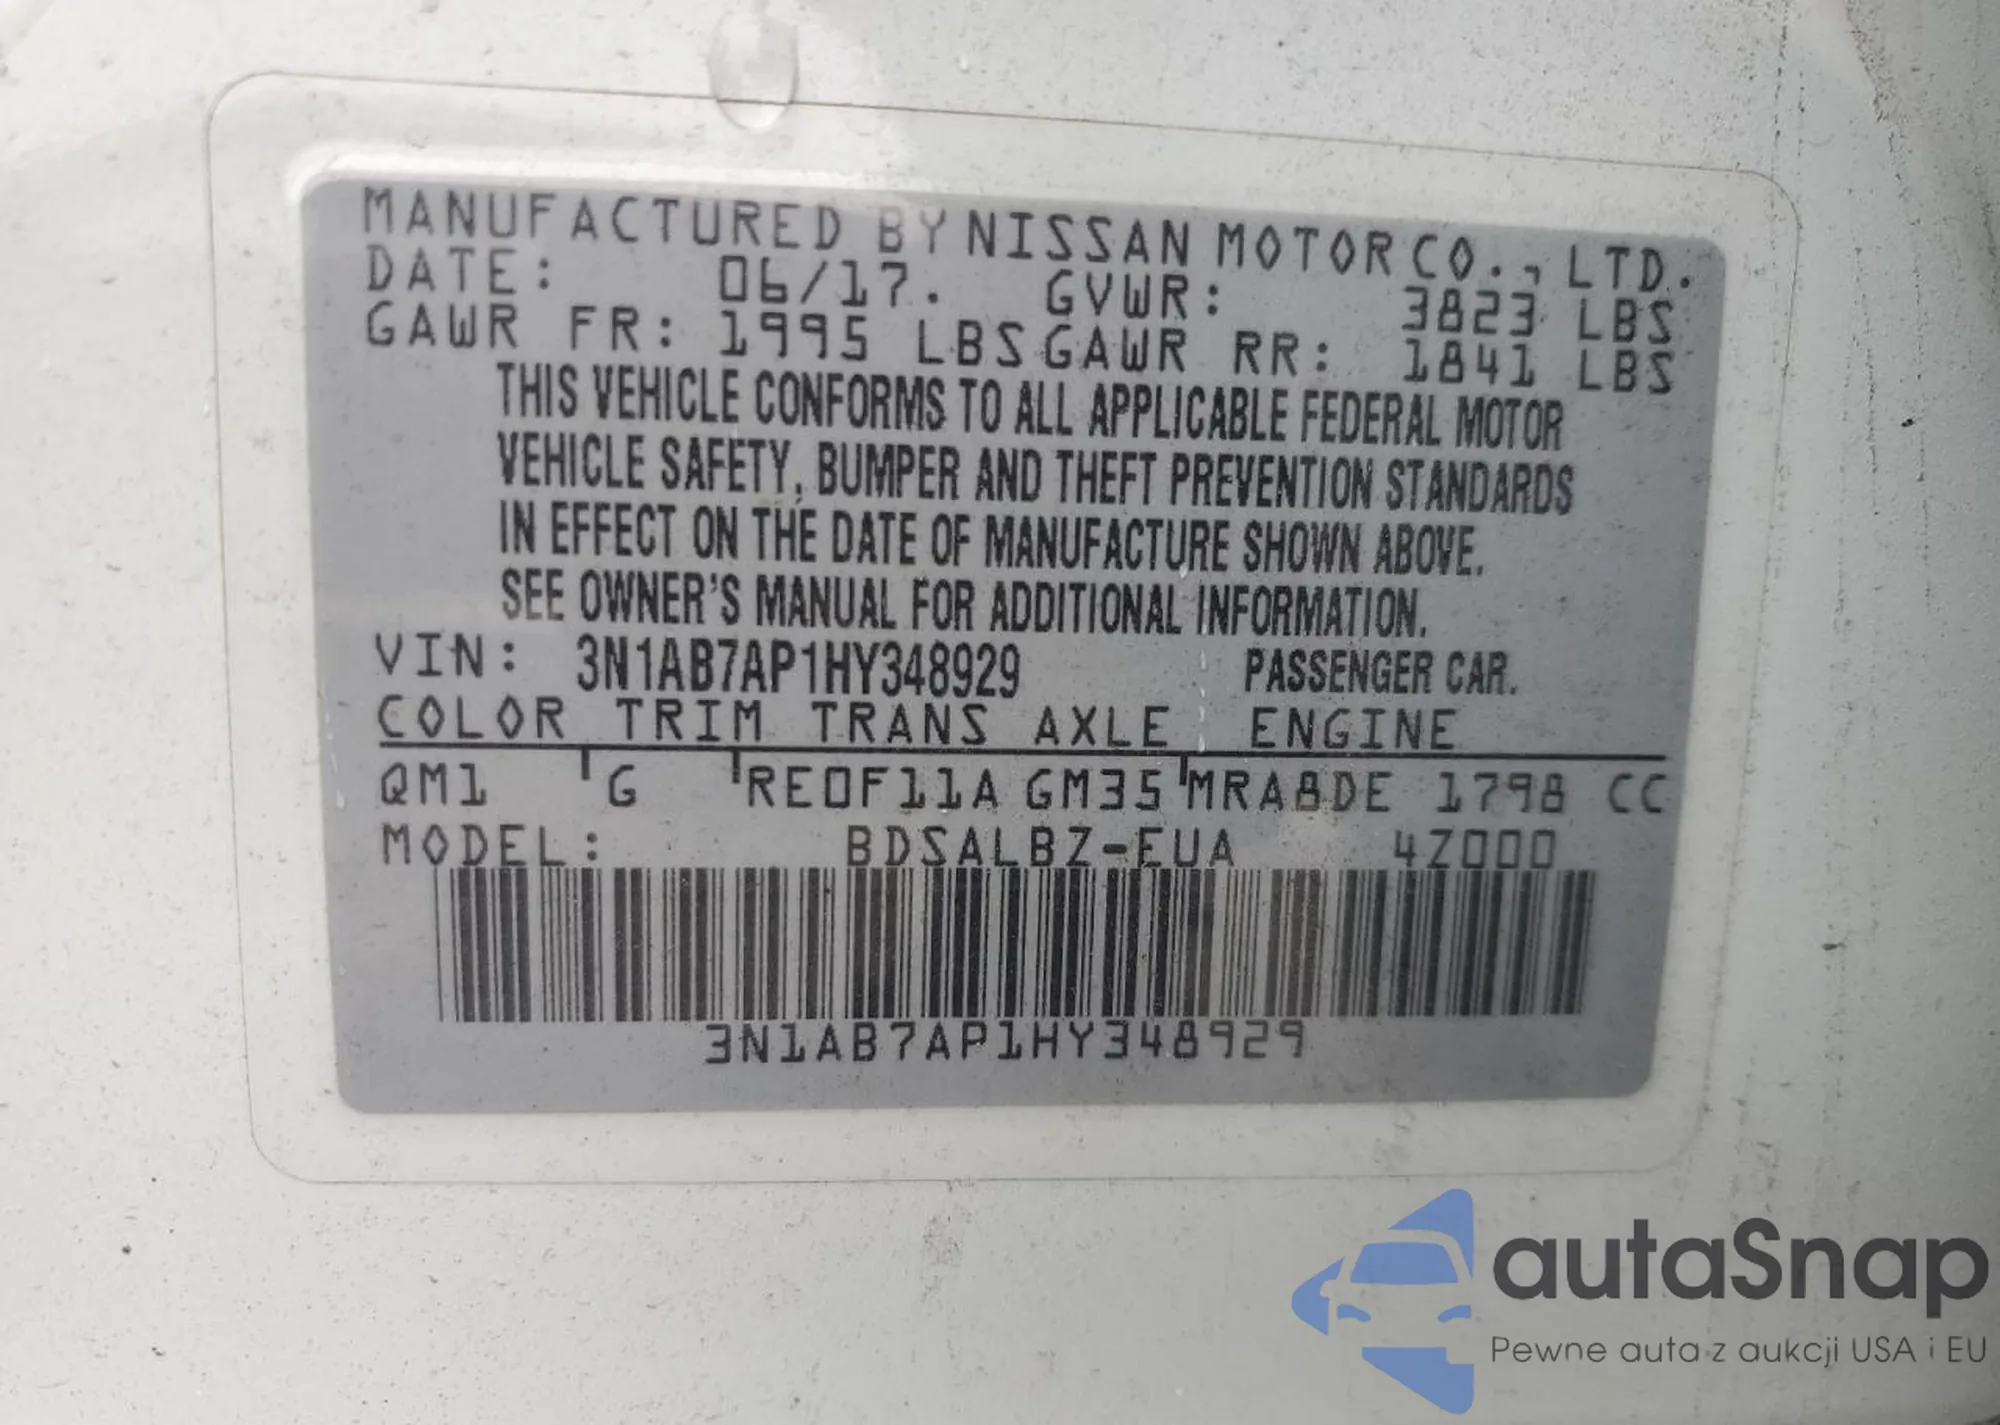 MANUFACTURED BY NISSAN MOTOR CO., LTD.
DATE: 06/17. GVWR: 3823 LBS
GAWR FR: 1995 LBS GAWR RR: 1841 LBS
THIS VEHICLE CONFORMS TO ALL APPLICABLE FEDERAL MOTOR
VEHICLE SAFETY, BUMPER AND THEFT PREVENTION STANDARDS
IN EFFECT ON THE DATE OF MANUFACTURE SHOWN ABOVE.
SEE OWNER'S MANUAL FOR ADDITIONAL INFORMATION.
VIN: 3N1AB7AP1HY348929 PASSENGER CAR.
COLOR TRIM TRANS AXLE ENGINE
QM1 G RE0F11A GM35 MRA8DE 1798 CC
MODEL: BDSALBZ-EUA 4Z000
3N1AB7AP1HY348929
autaSnap
Pewne auta z aukcji USA i EU